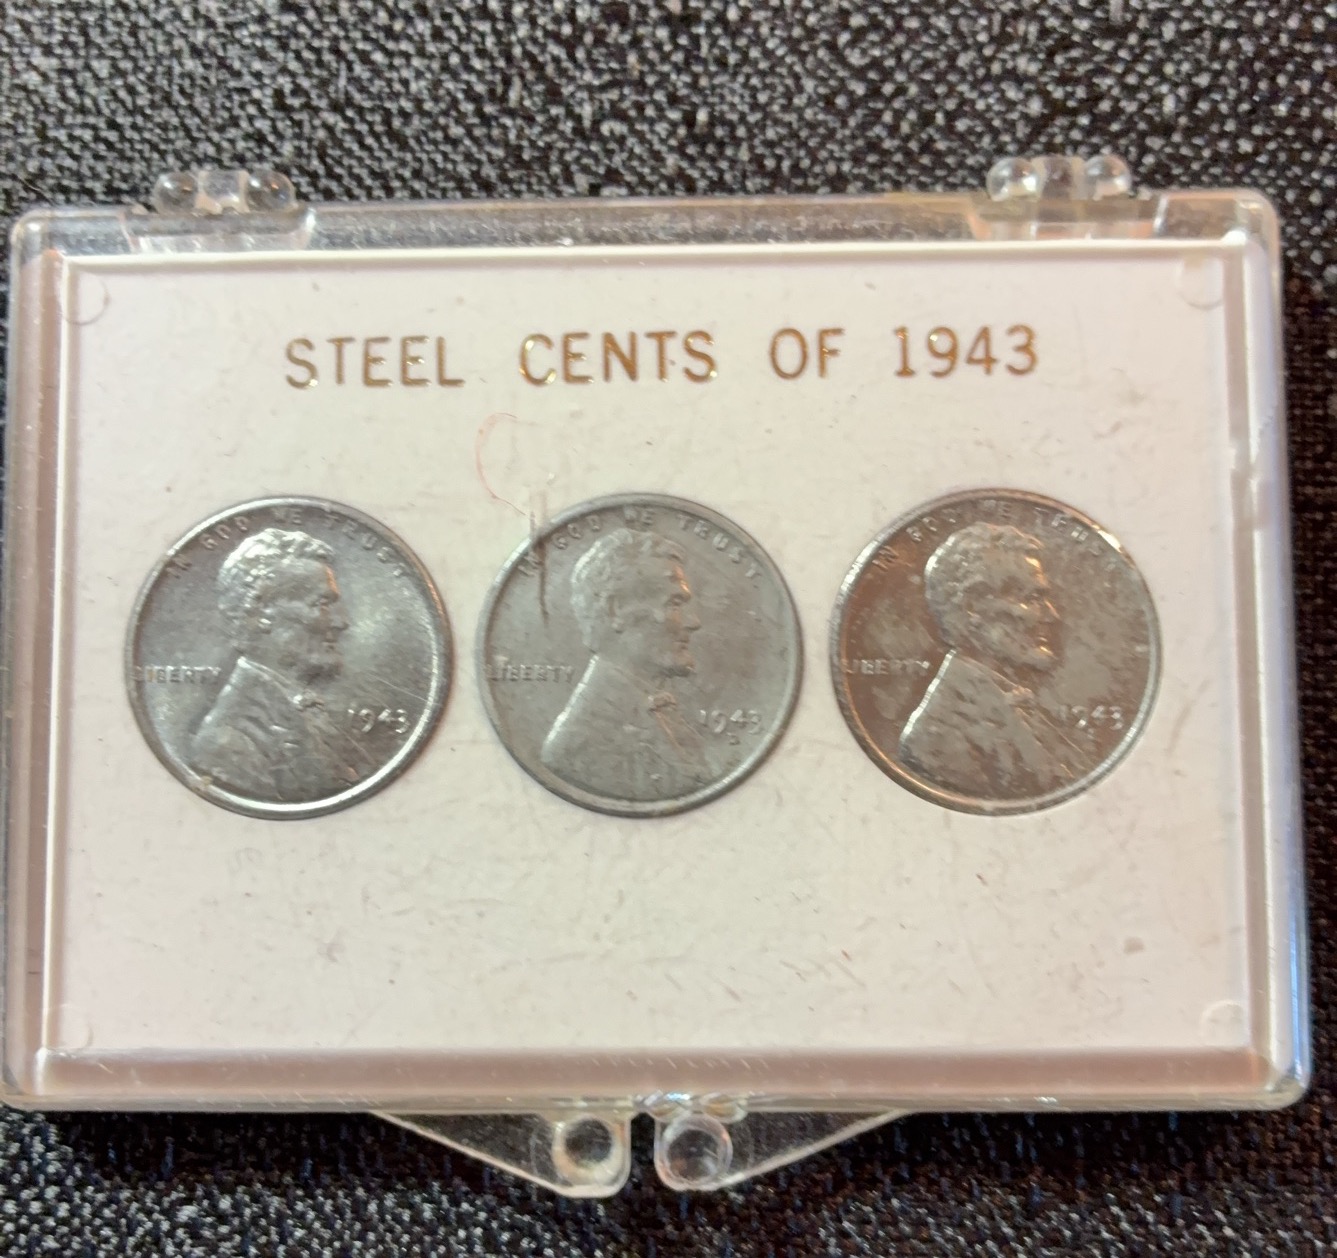 STEEL CENTS OF 1943
IN GOD WE TRUST
LIBERTY
1943
IN GOD WE TRUST
LIBERTY
1943
IN GOD WE TRUST
LIBERTY
1943